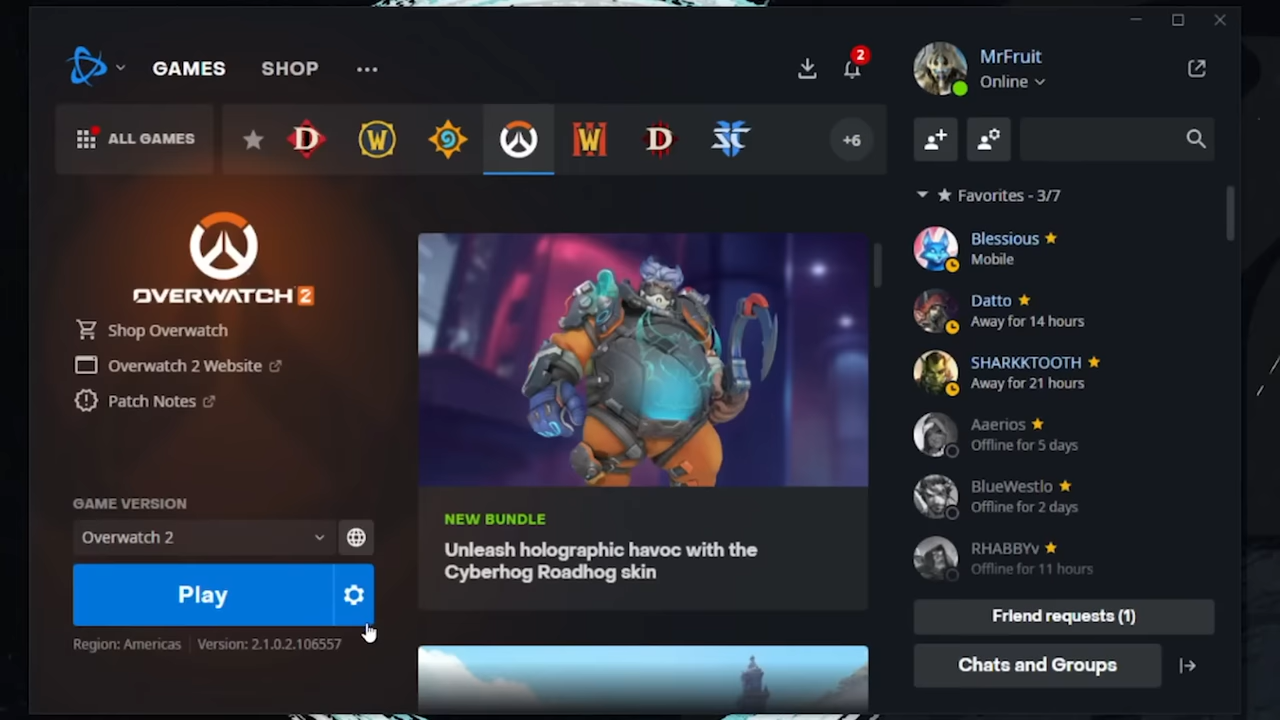 GAMES
SHOP
2
MrFruit
Online
ALL GAMES
+6
Favorites - 3/7
Blessious
Mobile
Datto
Away for 14 hours
SHARKKTOOTH
Away for 21 hours
Aaerios
Offline for 5 days
BlueWestlo
Offline for 2 days
RHABBYv
Offline for 11 hours
Friend requests (1)
Chats and Groups
OVERWATCH 2
Shop Overwatch
Overwatch 2 Website
Patch Notes
GAME VERSION
Overwatch 2
Play
Region: Americas
Version: 2.1.0.2.106557
NEW BUNDLE
Unleash holographic havoc with the
Cyberhog Roadhog skin